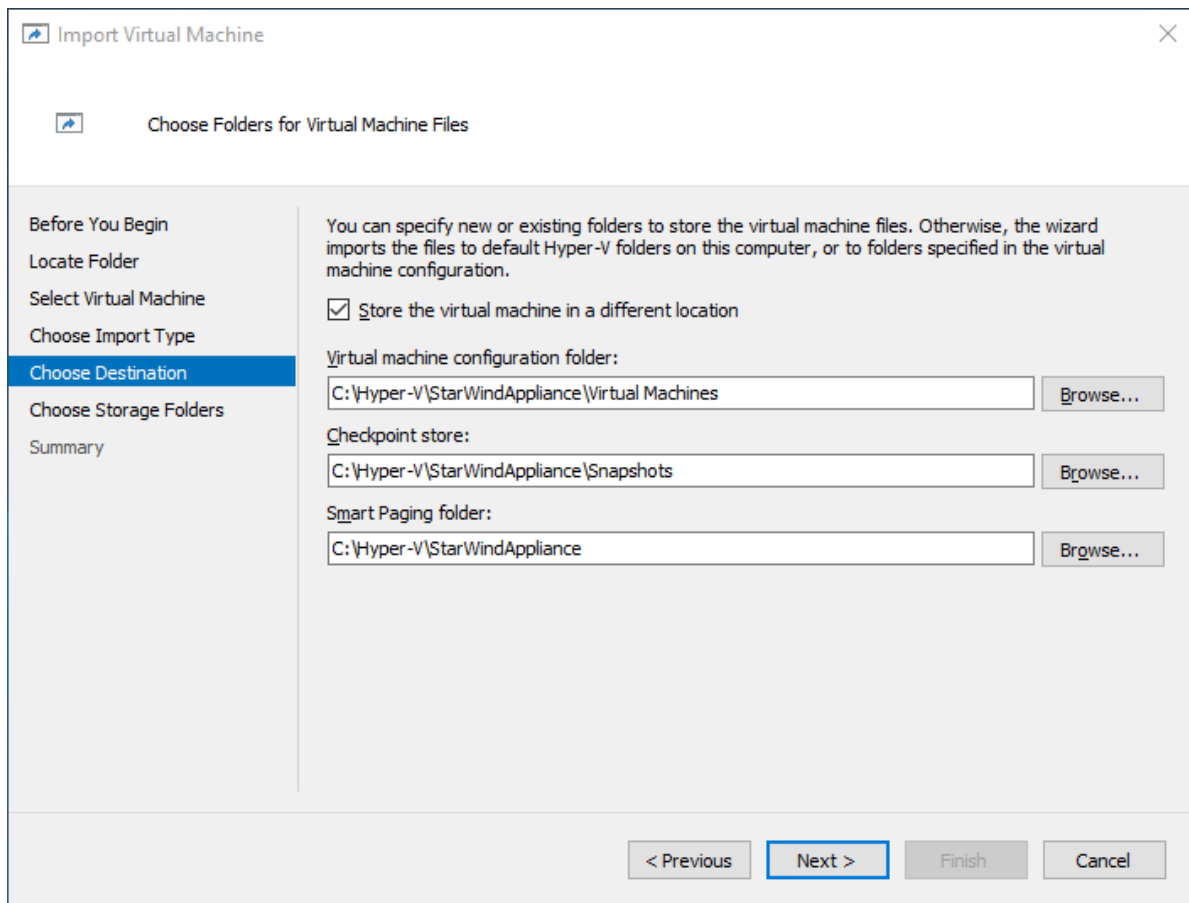 Import Virtual Machine
Choose Folders for Virtual Machine Files
Before You Begin
Locate Folder
Select Virtual Machine
Choose Import Type
Choose Destination
Choose Storage Folders
Summary
You can specify new or existing folders to store the virtual machine files. Otherwise, the wizard
imports the files to default Hyper-V folders on this computer, or to folders specified in the virtual
machine configuration.
Store the virtual machine in a different location
Virtual machine configuration folder:
C:\Hyper-V\StarWindAppliance\Virtual Machines
Browse...
Checkpoint store:
C:\Hyper-V\StarWindAppliance\Snapshots
Browse...
Smart Paging folder:
C:\Hyper-V\StarWindAppliance
Browse...
< Previous
Next >
Finish
Cancel